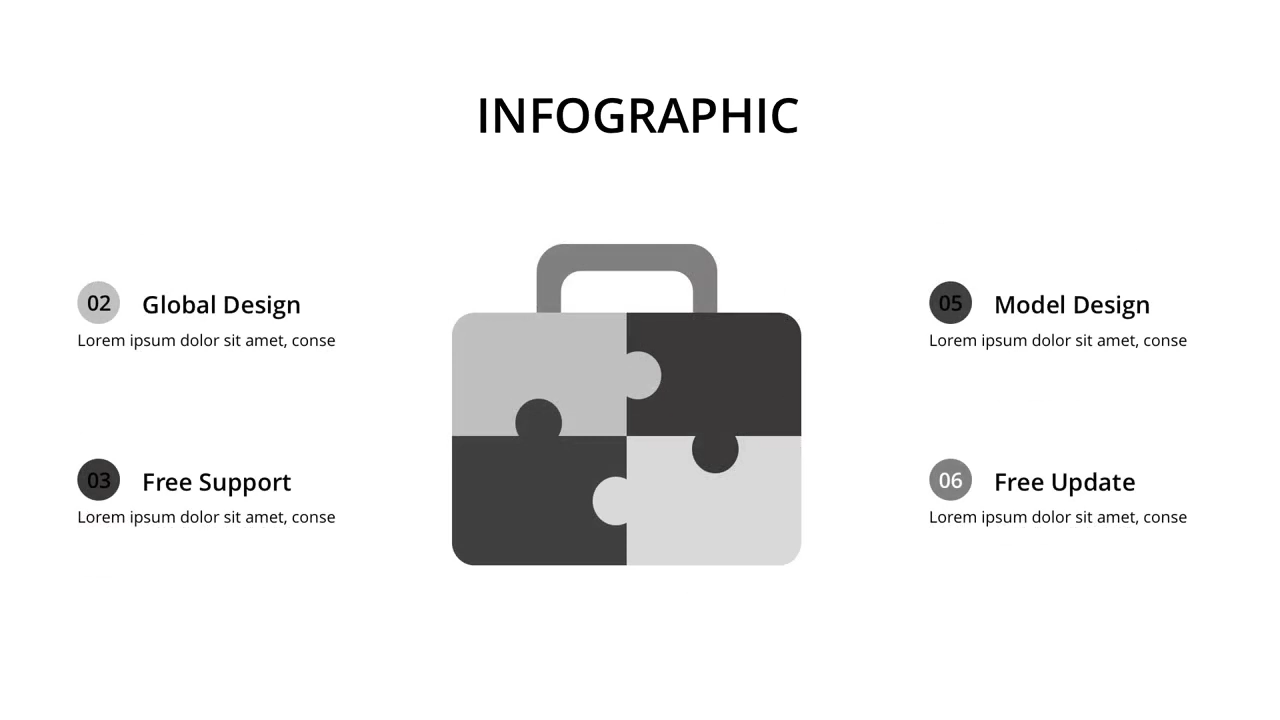 INFOGRAPHIC
02 Global Design
Lorem ipsum dolor sit amet, conse
03 Free Support
Lorem ipsum dolor sit amet, conse
05 Model Design
Lorem ipsum dolor sit amet, conse
06 Free Update
Lorem ipsum dolor sit amet, conse